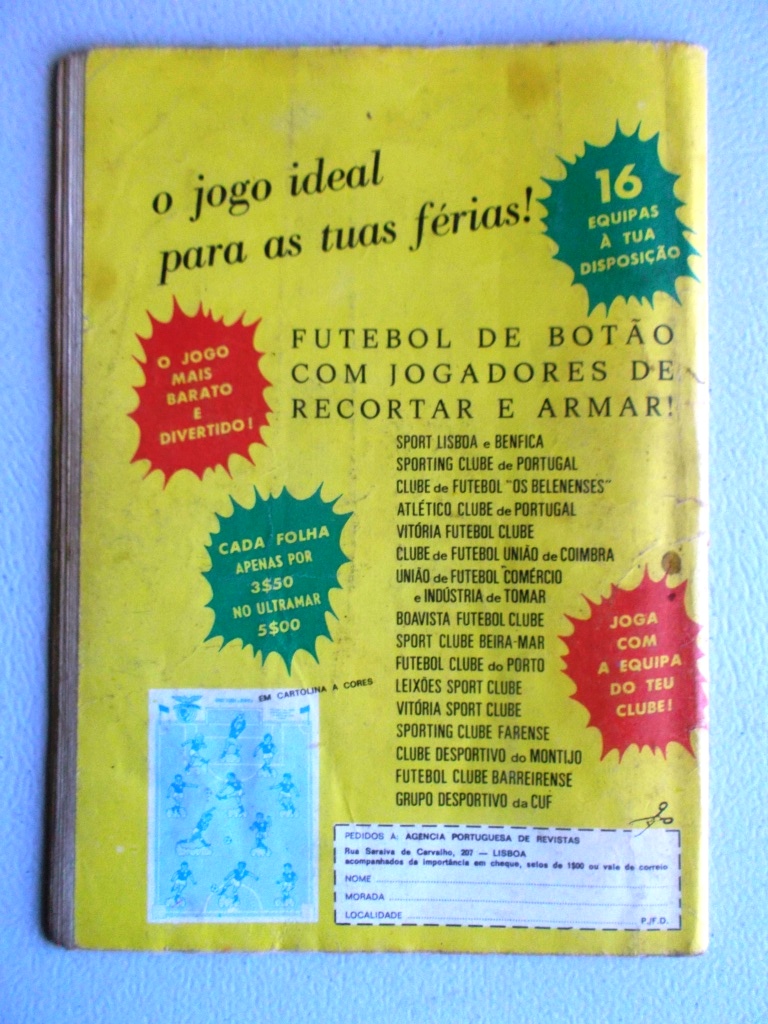 o jogo ideal
para as tuas férias!
16
EQUIPAS
À TUA
DISPOSIÇÃO
O JOGO
MAIS
BARATO
E
DIVERTIDO!
FUTEBOL DE BOTÃO
COM JOGADORES DE
RECORTAR E ARMAR!
SPORT LISBOA e BENFICA
SPORTING CLUBE de PORTUGAL
CLUBE de FUTEBOL "OS BELENENSES"
ATLÉTICO CLUBE de PORTUGAL
VITÓRIA FUTEBOL CLUBE
CLUBE de FUTEBOL UNIÃO de COIMBRA
UNIÃO de FUTEBOL COMÉRCIO
e INDÚSTRIA de TOMAR
BOAVISTA FUTEBOL CLUBE
SPORT CLUBE BEIRA-MAR
FUTEBOL CLUBE do PORTO
LEIXÕES SPORT CLUBE
VITÓRIA SPORT CLUBE
SPORTING CLUBE FARENSE
CLUBE DESPORTIVO do MONTIJO
FUTEBOL CLUBE BARREIRENSE
GRUPO DESPORTIVO da CUF
CADA FOLHA
APENAS POR
3$50
NO ULTRAMAR
5$00
JOGA
COM
A EQUIPA
DO TEU
CLUBE!
EM CARTOLINA A CORES
PEDIDOS À: AGENCIA PORTUGUESA DE REVISTAS
Rua Saraiva de Carvalho, 207 — LISBOA
acompanhados da importância em cheque, selos de 1$00 ou vale de correio
NOME
MORADA
LOCALIDADE
P./F.D.